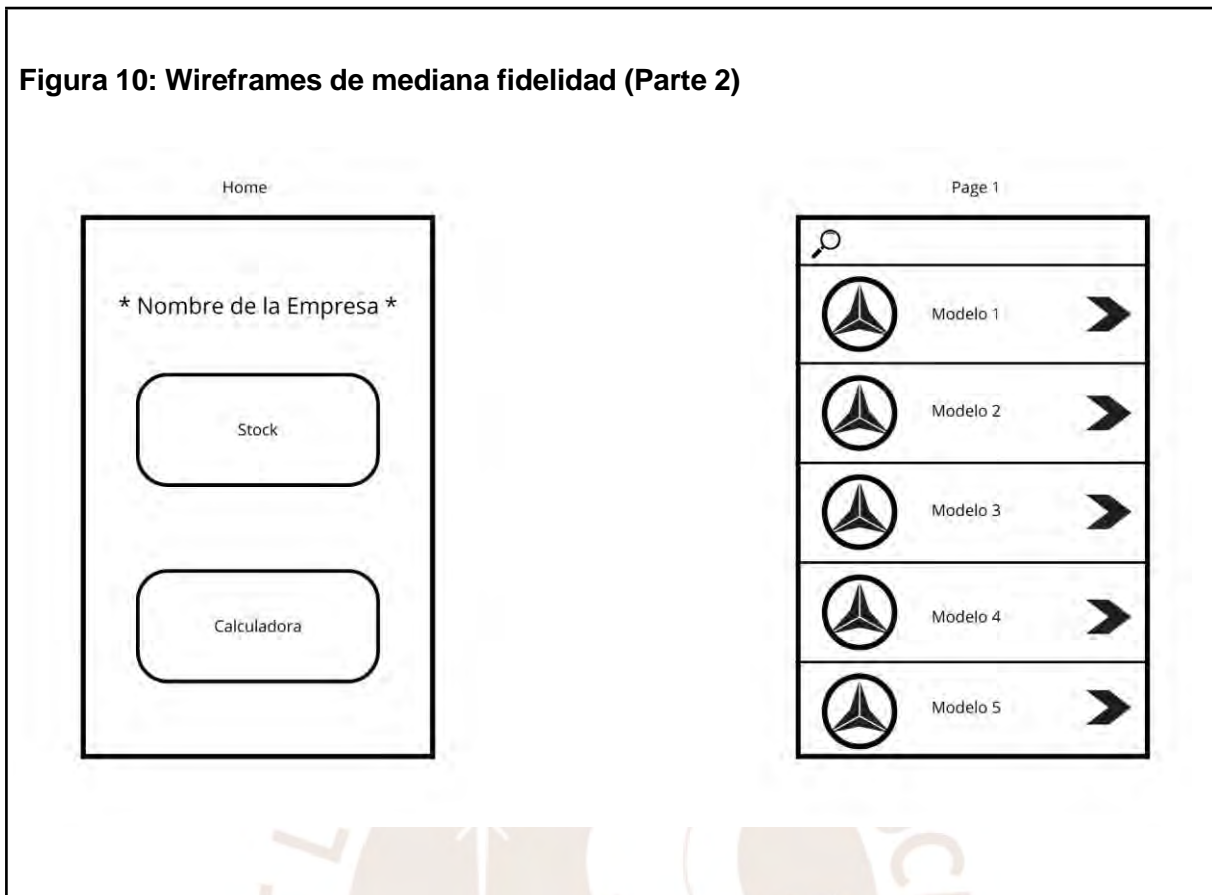 Figura 10: Wireframes de mediana fidelidad (Parte 2)
Home
* Nombre de la Empresa *
Stock
Calculadora
Page 1
Modelo 1
Modelo 2
Modelo 3
Modelo 4
Modelo 5